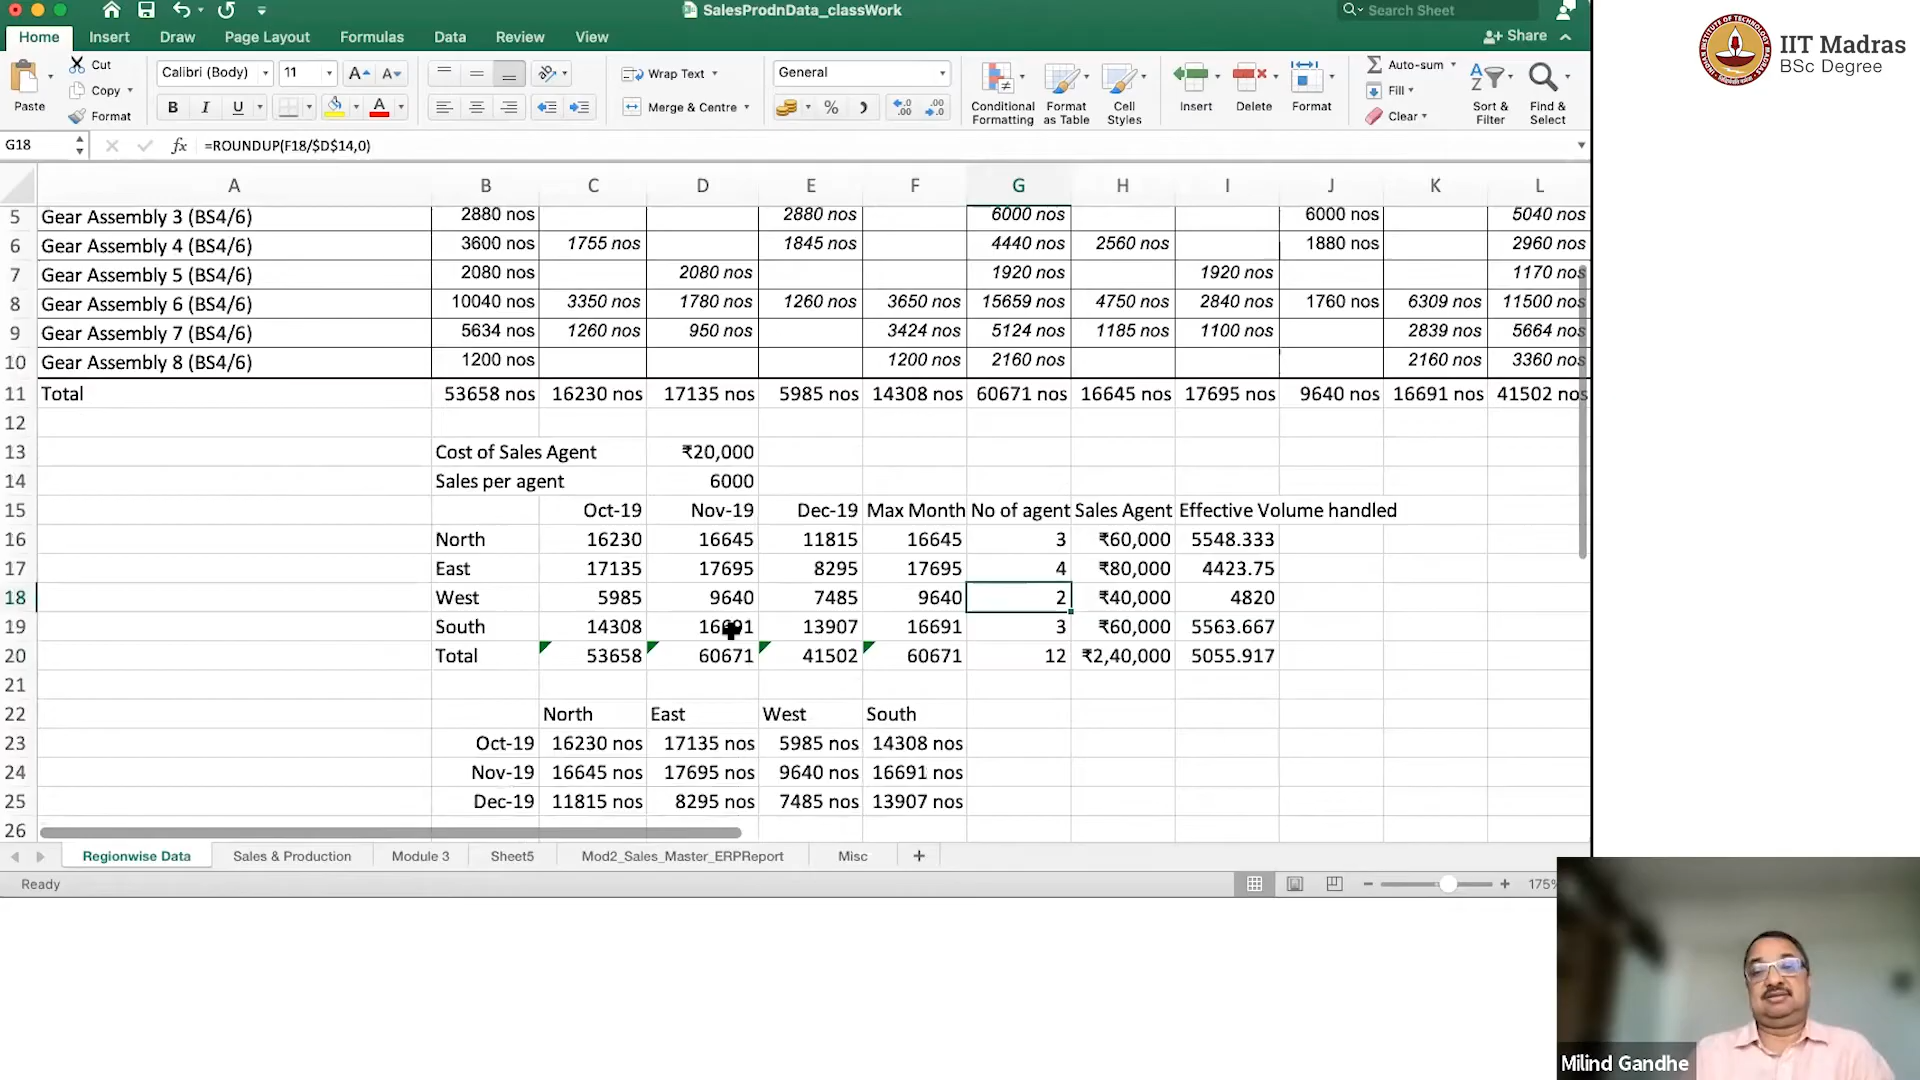 SalesProdnData_classWork
Search Sheet
Home Insert Draw Page Layout Formulas Data Review View
Share
Cut
Copy
Format
Paste
Calibri (Body) 11
B I U
Wrap Text
Merge & Centre
General
Conditional Formatting
Format as Table
Cell Styles
Insert
Delete
Format
Auto-sum
Fill
Clear
Sort & Filter
Find & Select
G18 fx =ROUNDUP(F18/$D$14,0)
A B C D E F G H I J K L
5 Gear Assembly 3 (BS4/6) 2880 nos 2880 nos 6000 nos 6000 nos 5040 nos
6 Gear Assembly 4 (BS4/6) 3600 nos 1755 nos 1845 nos 4440 nos 2560 nos 1880 nos 2960 nos
7 Gear Assembly 5 (BS4/6) 2080 nos 2080 nos 1920 nos 1920 nos 1170 nos
8 Gear Assembly 6 (BS4/6) 10040 nos 3350 nos 1780 nos 1260 nos 3650 nos 15659 nos 4750 nos 2840 nos 1760 nos 6309 nos 11500 nos
9 Gear Assembly 7 (BS4/6) 5634 nos 1260 nos 950 nos 3424 nos 5124 nos 1185 nos 1100 nos 2839 nos 5664 nos
10 Gear Assembly 8 (BS4/6) 1200 nos 1200 nos 2160 nos 2160 nos 3360 nos
11 Total 53658 nos 16230 nos 17135 nos 5985 nos 14308 nos 60671 nos 16645 nos 17695 nos 9640 nos 16691 nos 41502 nos
12
13 Cost of Sales Agent ₹20,000
14 Sales per agent 6000
15 Oct-19 Nov-19 Dec-19 Max Month No of agent Sales Agent Effective Volume handled
16 North 16230 16645 11815 16645 3 ₹60,000 5548.333
17 East 17135 17695 8295 17695 4 ₹80,000 4423.75
18 West 5985 9640 7485 9640 2 ₹40,000 4820
19 South 14308 16691 13907 16691 3 ₹60,000 5563.667
20 Total 53658 60671 41502 60671 12 ₹2,40,000 5055.917
21
22 North East West South
23 Oct-19 16230 nos 17135 nos 5985 nos 14308 nos
24 Nov-19 16645 nos 17695 nos 9640 nos 16691 nos
25 Dec-19 11815 nos 8295 nos 7485 nos 13907 nos
26
Regionwise Data Sales & Production Module 3 Sheet5 Mod2_Sales_Master_ERPReport Misc
Ready
175%
IIT Madras
BSc Degree
Milind Gandhe